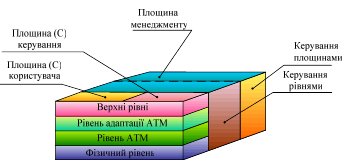 Площина
менеджменту
Площина (С)
керування
Площина (С)
користувача
Керування
площинами
Керування
рівнями
Верхні рівні
Рівень адаптації АТМ
Рівень АТМ
Фізичний рівень